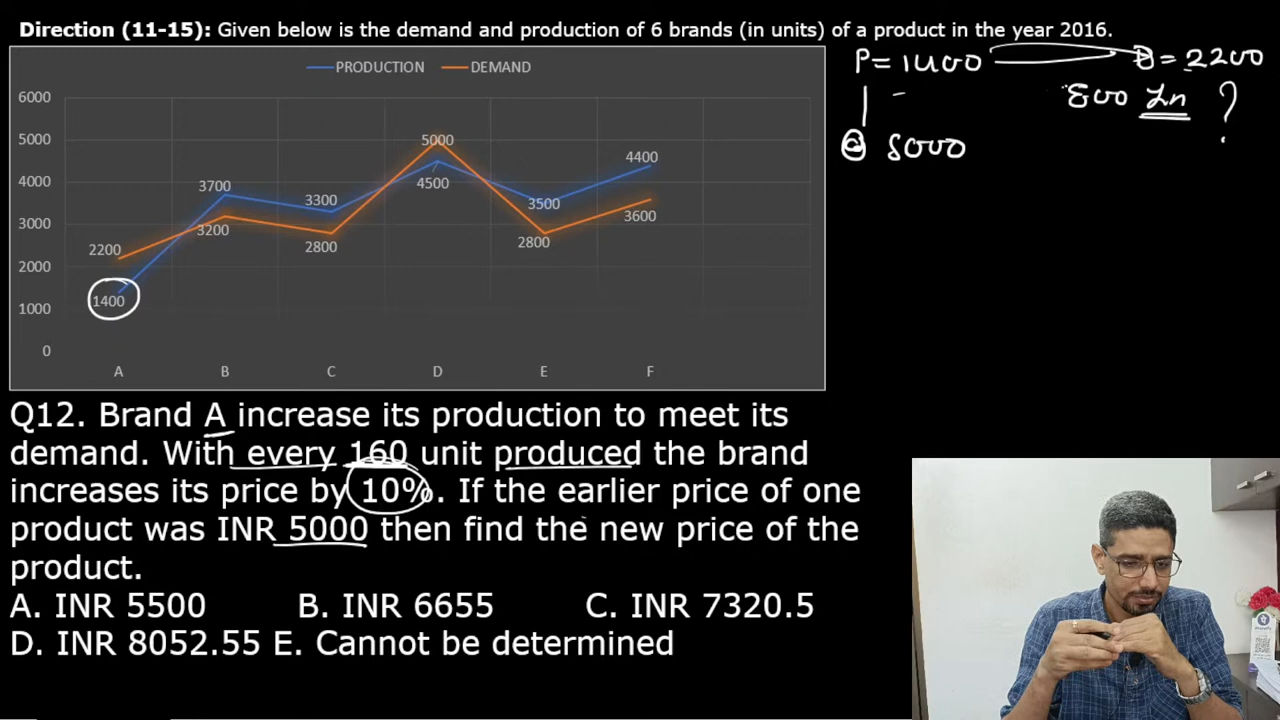 Direction (11-15): Given below is the demand and production of 6 brands (in units) of a product in the year 2016.
PRODUCTION DEMAND
6000
5000
4000
3000
2000
1000
0
2200
1400
3700
3200
3300
2800
5000
4500
3500
2800
4400
3600
A B C D E F
P = 1400 D = 2200
800 In ?
5000
Q12. Brand A increase its production to meet its
demand. With every 160 unit produced the brand
increases its price by 10%. If the earlier price of one
product was INR 5000 then find the new price of the
product.
A. INR 5500 B. INR 6655 C. INR 7320.5
D. INR 8052.55 E. Cannot be determined